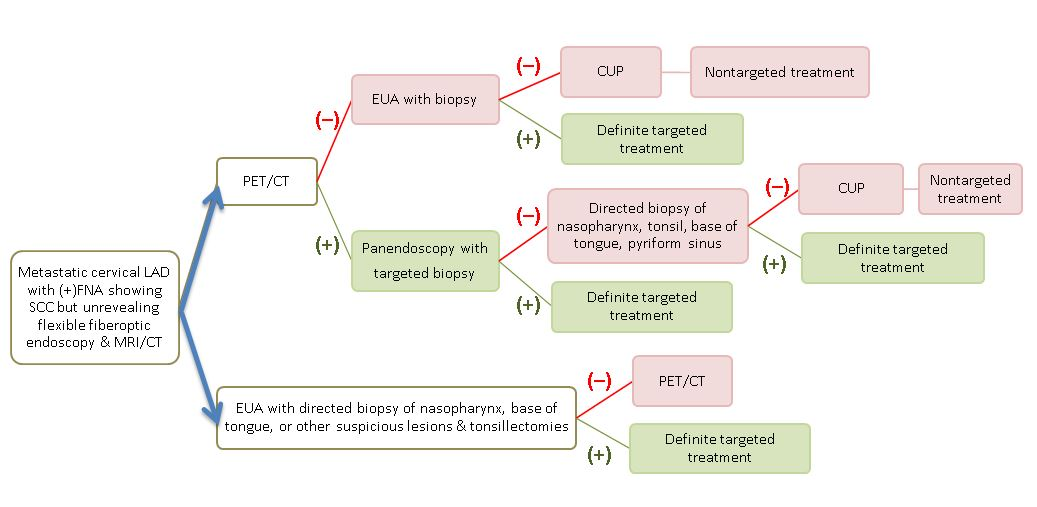 Metastatic cervical LAD
with (+)FNA showing
SCC but unrevealing
flexible fiberoptic
endoscopy & MRI/CT
PET/CT
(–)
EUA with biopsy
(–)
CUP
Nontargeted treatment
(+)
Definite targeted
treatment
(+)
Panendoscopy with
targeted biopsy
(–)
Directed biopsy of
nasopharynx, tonsil, base of
tongue, pyriform sinus
(–)
CUP
Nontargeted
treatment
(+)
Definite targeted
treatment
(+)
Definite targeted
treatment
EUA with directed biopsy of nasopharynx, base of
tongue, or other suspicious lesions & tonsillectomies
(–)
PET/CT
(+)
Definite targeted
treatment